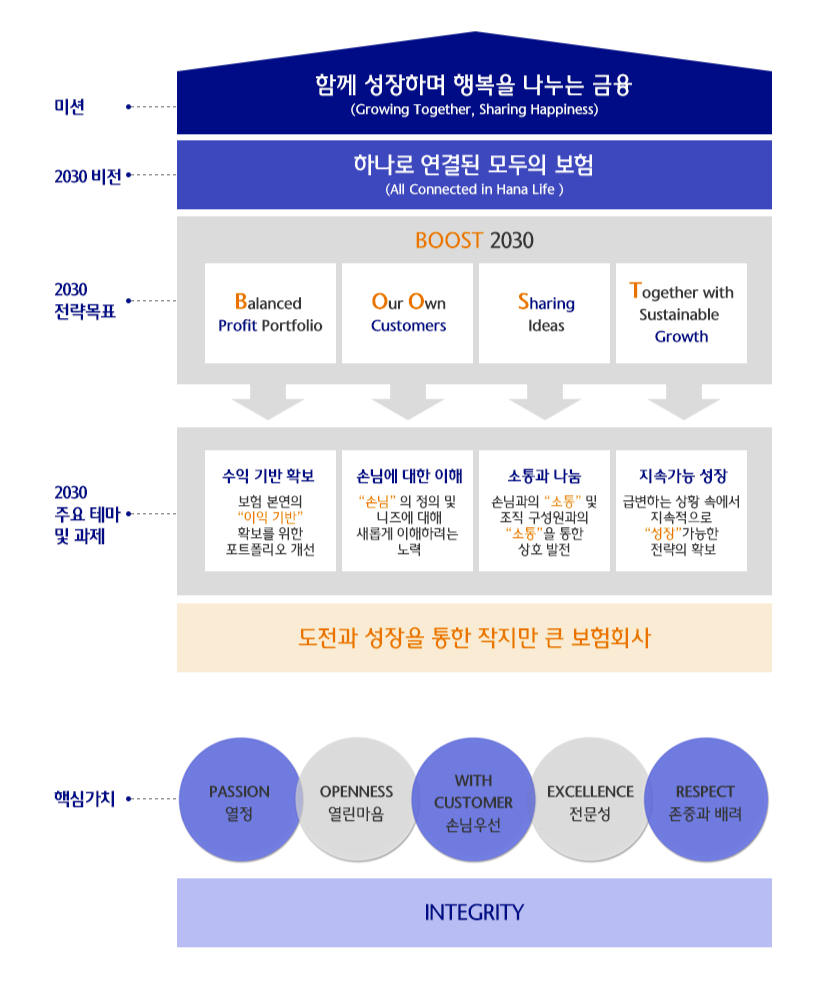 함께 성장하며 행복을 나누는 금융
(Growing Together, Sharing Happiness)
미션
하나로 연결된 모두의 보험
(All Connected in Hana Life )
2030 비전
BOOST 2030
2030
전략목표
Balanced
Profit Portfolio
Our Own
Customers
Sharing
Ideas
Together with
Sustainable
Growth
2030
주요 테마
및 과제
수익 기반 확보
보험 본연의
“이익 기반”
확보를 위한
포트폴리오 개선
손님에 대한 이해
“손님” 의 정의 및
니즈에 대해
새롭게 이해하려는
노력
소통과 나눔
손님과의 “소통” 및
조직 구성원과의
“소통”을 통한
상호 발전
지속가능 성장
급변하는 상황 속에서
지속적으로
“성장”가능한
전략의 확보
도전과 성장을 통한 작지만 큰 보험회사
핵심가치
PASSION
열정
OPENNESS
열린마음
WITH
CUSTOMER
손님우선
EXCELLENCE
전문성
RESPECT
존중과 배려
INTEGRITY